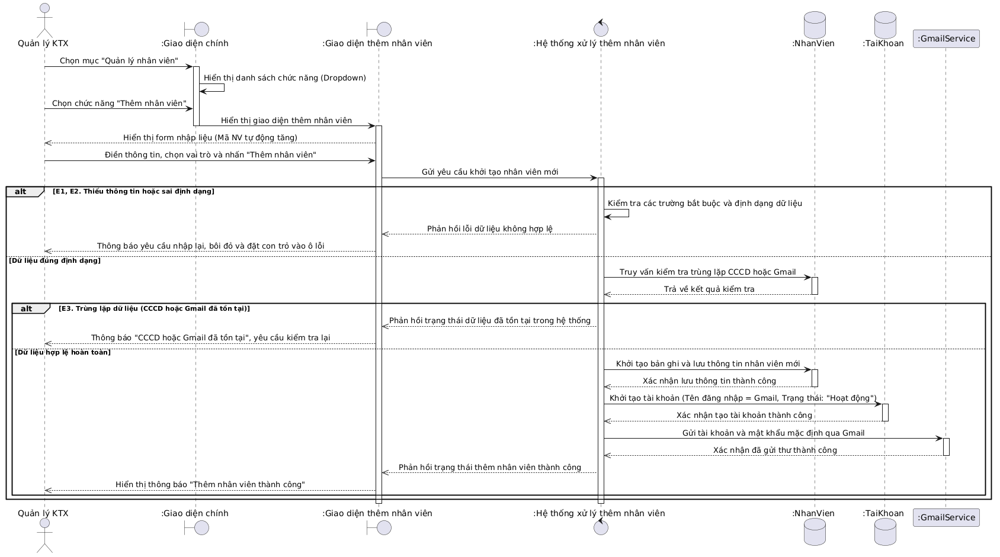 Quản lý KTX
:Giao diện chính
:Giao diện thêm nhân viên
:Hệ thống xử lý thêm nhân viên
:NhanVien
:TaiKhoan
:GmailService
Chọn mục "Quản lý nhân viên"
Hiển thị danh sách chức năng (Dropdown)
Chọn chức năng "Thêm nhân viên"
Hiển thị giao diện thêm nhân viên
Hiển thị form nhập liệu (Mã NV tự động tăng)
Điền thông tin, chọn vai trò và nhấn "Thêm nhân viên"
Gửi yêu cầu khởi tạo nhân viên mới
alt [E1, E2. Thiếu thông tin hoặc sai định dạng]
Kiểm tra các trường bắt buộc và định dạng dữ liệu
Phản hồi lỗi dữ liệu không hợp lệ
Thông báo yêu cầu nhập lại, bôi đỏ và đặt con trỏ vào ô lỗi
[Dữ liệu đúng định dạng]
Truy vấn kiểm tra trùng lặp CCCD hoặc Gmail
Trả về kết quả kiểm tra
alt [E3. Trùng lặp dữ liệu (CCCD hoặc Gmail đã tồn tại)]
Phản hồi trạng thái dữ liệu đã tồn tại trong hệ thống
Thông báo "CCCD hoặc Gmail đã tồn tại", yêu cầu kiểm tra lại
[Dữ liệu hợp lệ hoàn toàn]
Khởi tạo bản ghi và lưu thông tin nhân viên mới
Xác nhận lưu thông tin thành công
Khởi tạo tài khoản (Tên đăng nhập = Gmail, Trạng thái: "Hoạt động")
Xác nhận tạo tài khoản thành công
Gửi tài khoản và mật khẩu mặc định qua Gmail
Xác nhận đã gửi thư thành công
Phản hồi trạng thái thêm nhân viên thành công
Hiển thị thông báo "Thêm nhân viên thành công"
Quản lý KTX
:Giao diện chính
:Giao diện thêm nhân viên
:Hệ thống xử lý thêm nhân viên
:NhanVien
:TaiKhoan
:GmailService